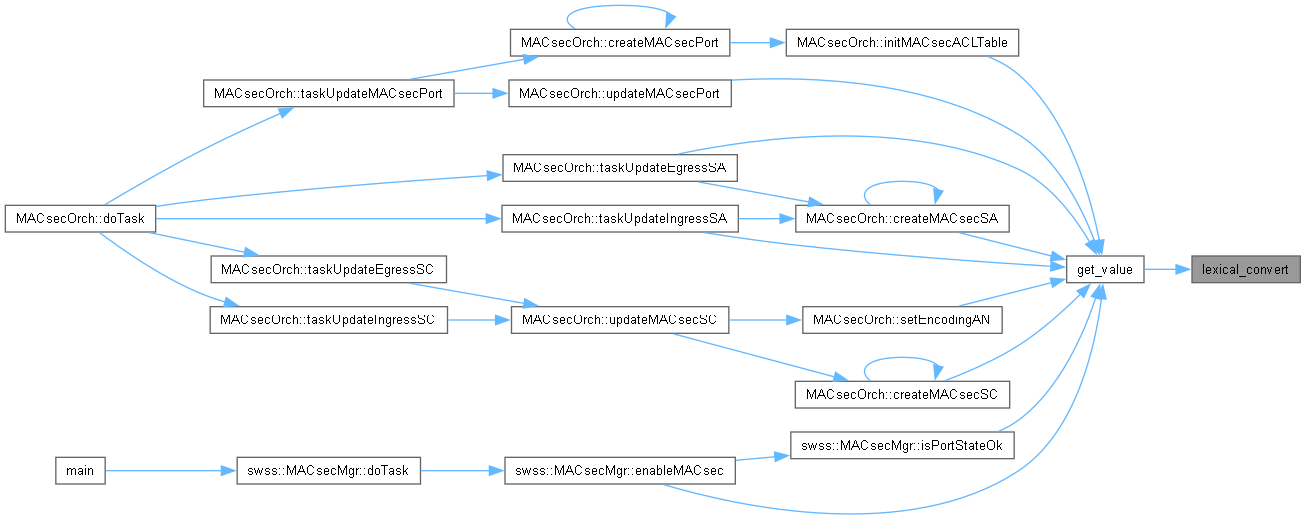 MACsecOrch::createMACsecPort
MACsecOrch::initMACsecACLTable
MACsecOrch::taskUpdateMACsecPort
MACsecOrch::updateMACsecPort
MACsecOrch::taskUpdateEgressSA
MACsecOrch::doTask
MACsecOrch::taskUpdateIngressSA
MACsecOrch::createMACsecSA
MACsecOrch::taskUpdateEgressSC
get_value
lexical_convert
MACsecOrch::taskUpdateIngressSC
MACsecOrch::updateMACsecSC
MACsecOrch::setEncodingAN
MACsecOrch::createMACsecSC
swss::MACsecMgr::isPortStateOk
main
swss::MACsecMgr::doTask
swss::MACsecMgr::enableMACsec